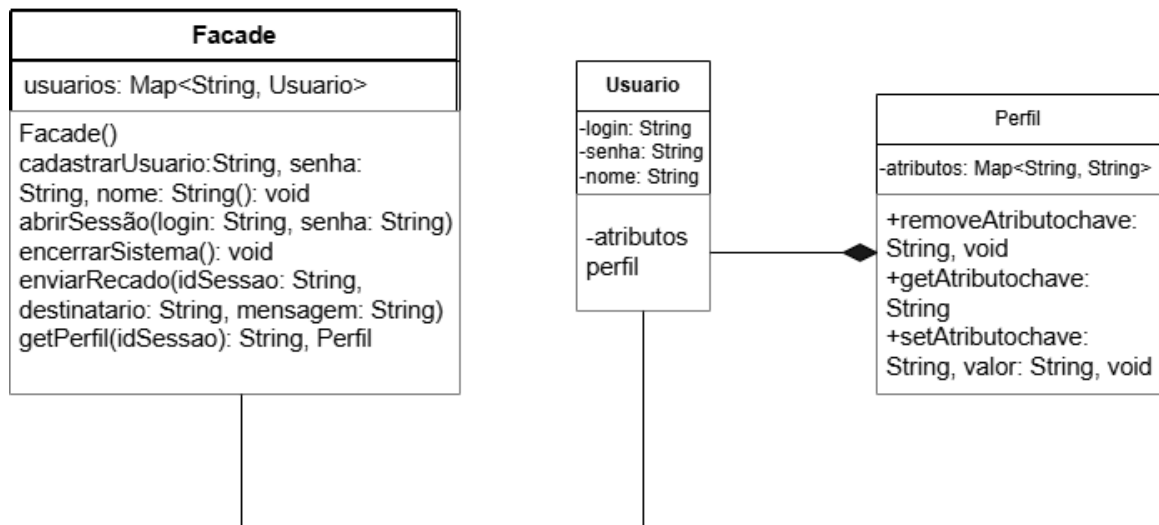 Facade
usuarios: Map<String, Usuario>
Facade()
cadastrarUsuario:String, senha:
String, nome: String(): void
abrirSessão(login: String, senha: String)
encerrarSistema(): void
enviarRecado(idSessao: String,
destinatario: String, mensagem: String)
getPerfil(idSessao): String, Perfil
Usuario
-login: String
-senha: String
-nome: String
-atributos
perfil
Perfil
-atributos: Map<String, String>
+removeAtributochave:
String, void
+getAtributochave:
String
+setAtributochave:
String, valor: String, void